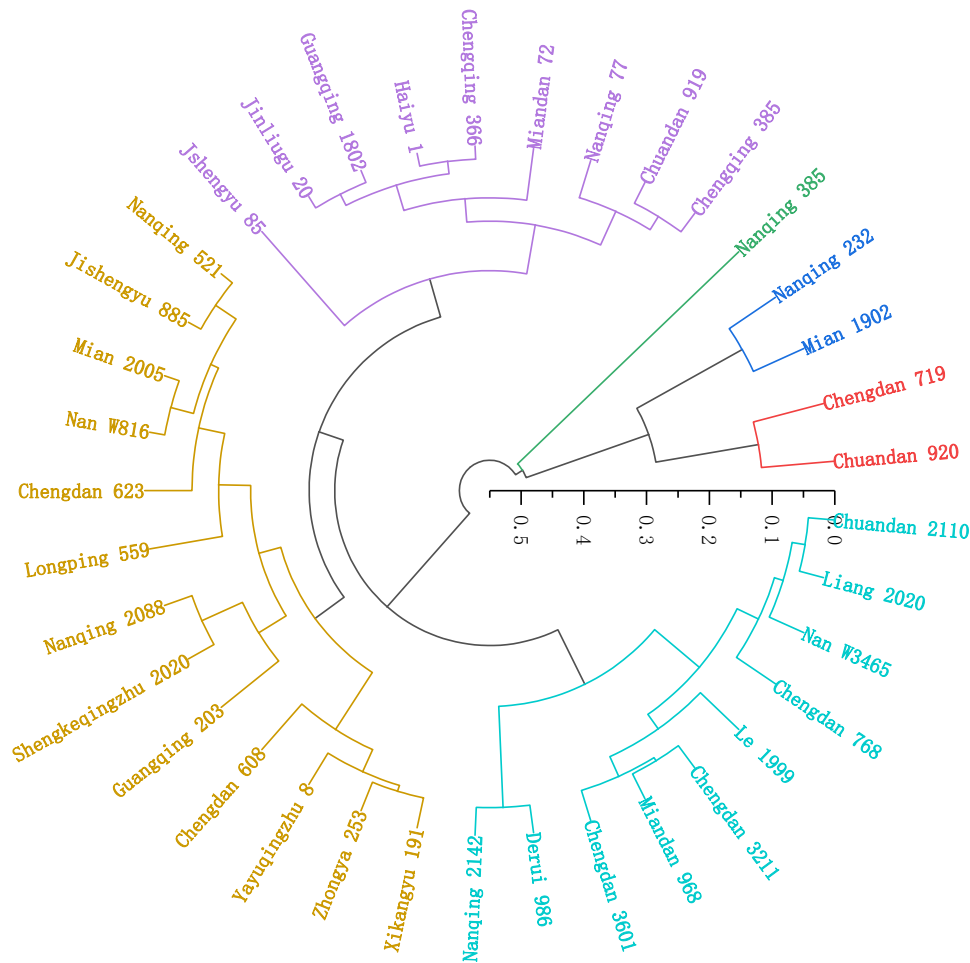 Chengqing 366
Miandan 72
Nanqing 77
Chuandan 919
Chengqing 385
Nanqing 385
Nanqing 232
Mian 1902
Chengdan 719
Chuandan 920
Chuandan 2110
Liang 2020
Nan W3465
Chengdan 768
Le 1999
Chengdan 3211
Miandan 968
Chengdan 3601
Derui 986
Nanqing 2142
Xikangyu 191
Zhongya 253
Yayuqingzhu 8
Chengdan 608
Guangqing 203
Shengkeqingzhu 2020
Nanqing 2088
Longping 559
Chengdan 623
Nan W816
Mian 2005
Jishengyu 885
Nanqing 521
Jshengyu 85
Jinliugu 20
Guangqing 1802
Haiyu 1
0.5
0.4
0.3
0.2
0.1
0.0